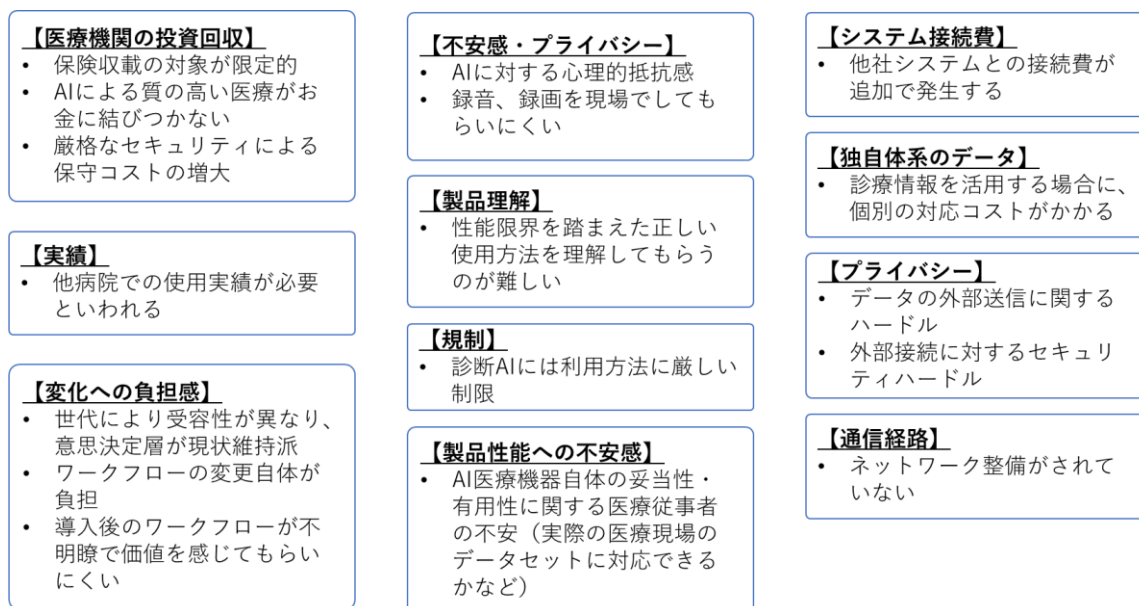 【医療機関の投資回収】
• 保険収載の対象が限定的
• AIによる質の高い医療がお
金に結びつかない
• 厳格なセキュリティによる
保守コストの増大
【実績】
• 他病院での使用実績が必要
といわれる
【変化への負担感】
• 世代により受容性が異なり、
意思決定層が現状維持派
• ワークフローの変更自体が
負担
• 導入後のワークフローが不
明瞭で価値を感じてもらい
にくい
【不安感・プライバシー】
• AIに対する心理的抵抗感
• 録音、録画を現場でしても
らいにくい
【製品理解】
• 性能限界を踏まえた正しい
使用方法を理解してもらう
のが難しい
【規制】
• 診断AIには利用方法に厳しい
制限
【製品性能への不安感】
• AI医療機器自体の妥当性・
有用性に関する医療従事者
の不安（実際の医療現場の
データセットに対応できる
かなど）
【システム接続費】
• 他社システムとの接続費が
追加で発生する
【独自体系のデータ】
• 診療情報を活用する場合に、
個別の対応コストがかかる
【プライバシー】
• データの外部送信に関する
ハードル
• 外部接続に対するセキュリ
ティハードル
【通信経路】
• ネットワーク整備がされて
いない